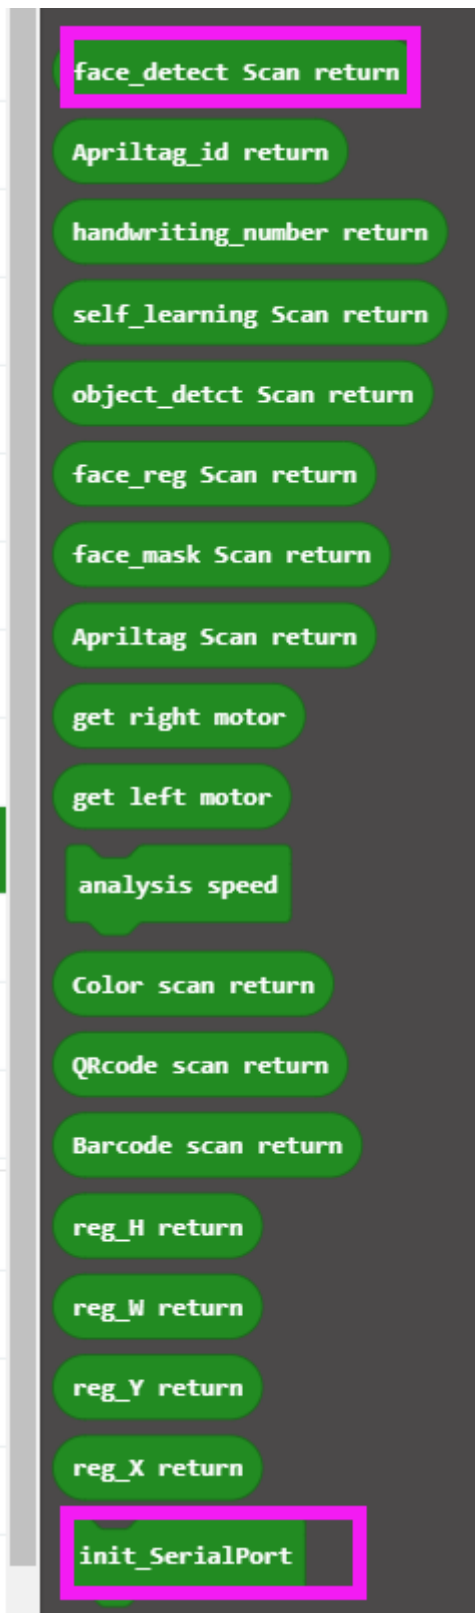 face_detect Scan return
Apriltag_id return
handwriting_number return
self_learning Scan return
object_detct Scan return
face_reg Scan return
face_mask Scan return
Apriltag Scan return
get right motor
get left motor
analysis speed
Color scan return
QRcode scan return
Barcode scan return
reg_H return
reg_W return
reg_Y return
reg_X return
init_SerialPort